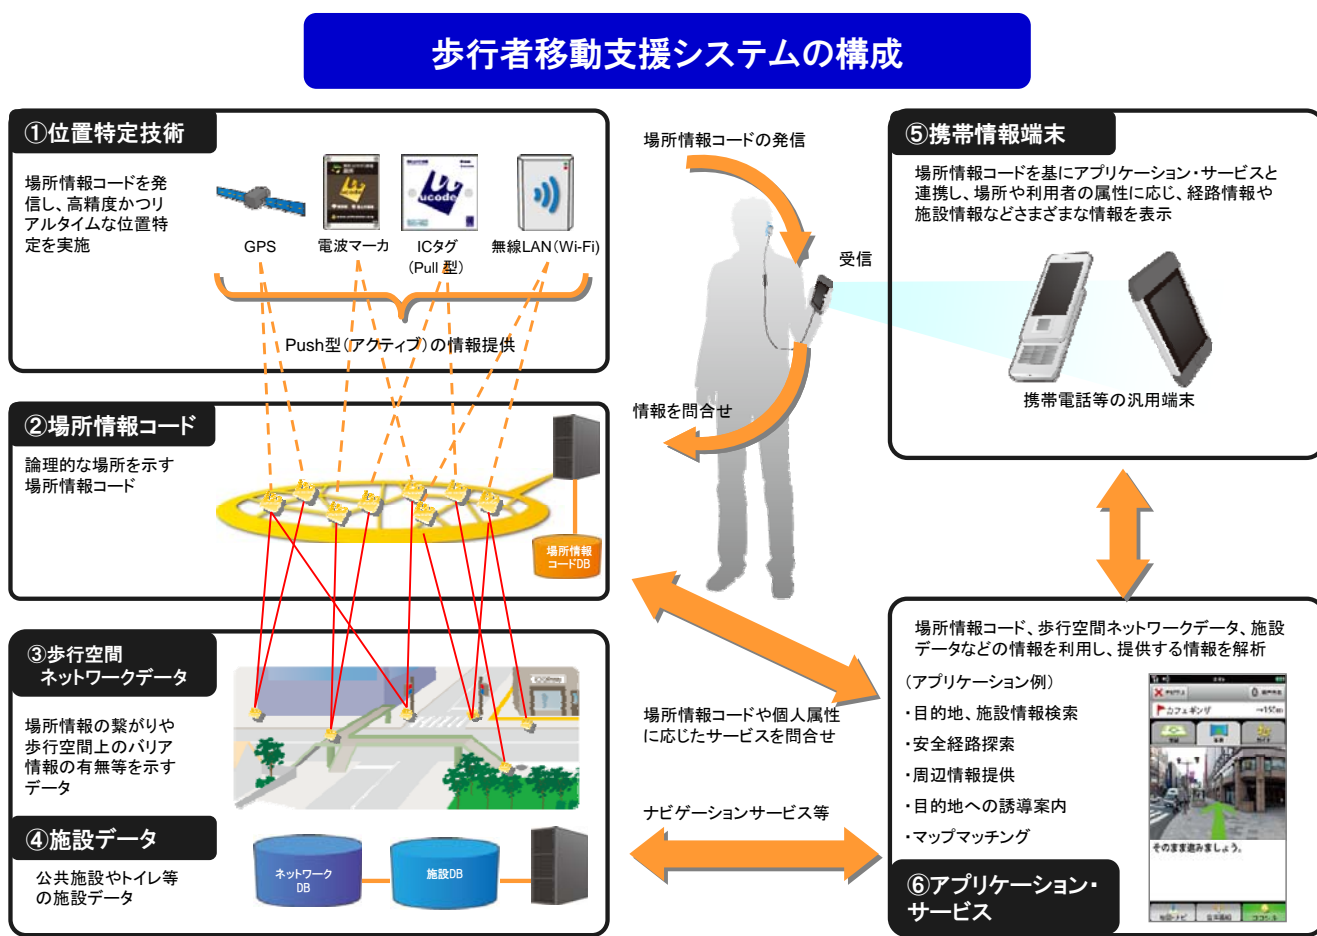 歩行者移動支援システムの構成
①位置特定技術
場所情報コードを発
信し、高精度かつリ
アルタイムな位置特
定を実施
ucode
GPS
電波マーカ
ICタグ
(Pull 型)
無線LAN(Wi-Fi)
Push型(アクティブ)の情報提供
②場所情報コード
論理的な場所を示す
場所情報コード
場所情報
コードDB
③歩行空間
ネットワークデータ
場所情報の繋がりや
歩行空間上のバリア
情報の有無等を示す
データ
④施設データ
公共施設やトイレ等
の施設データ
ネットワーク
DB
施設DB
場所情報コードの発信
受信
情報を問合せ
場所情報コードや個人属性
に応じたサービスを問合せ
ナビゲーションサービス等
⑤携帯情報端末
場所情報コードを基にアプリケーション・サービスと
連携し、場所や利用者の属性に応じ、経路情報や
施設情報などさまざまな情報を表示
携帯電話等の汎用端末
場所情報コード、歩行空間ネットワークデータ、施設
データなどの情報を利用し、提供する情報を解析
(アプリケーション例)
・目的地、施設情報検索
・安全経路探索
・周辺情報提供
・目的地への誘導案内
・マップマッチング
カフェギンザ
→150m
そのまま進みましょう。
⑥アプリケーション・
サービス